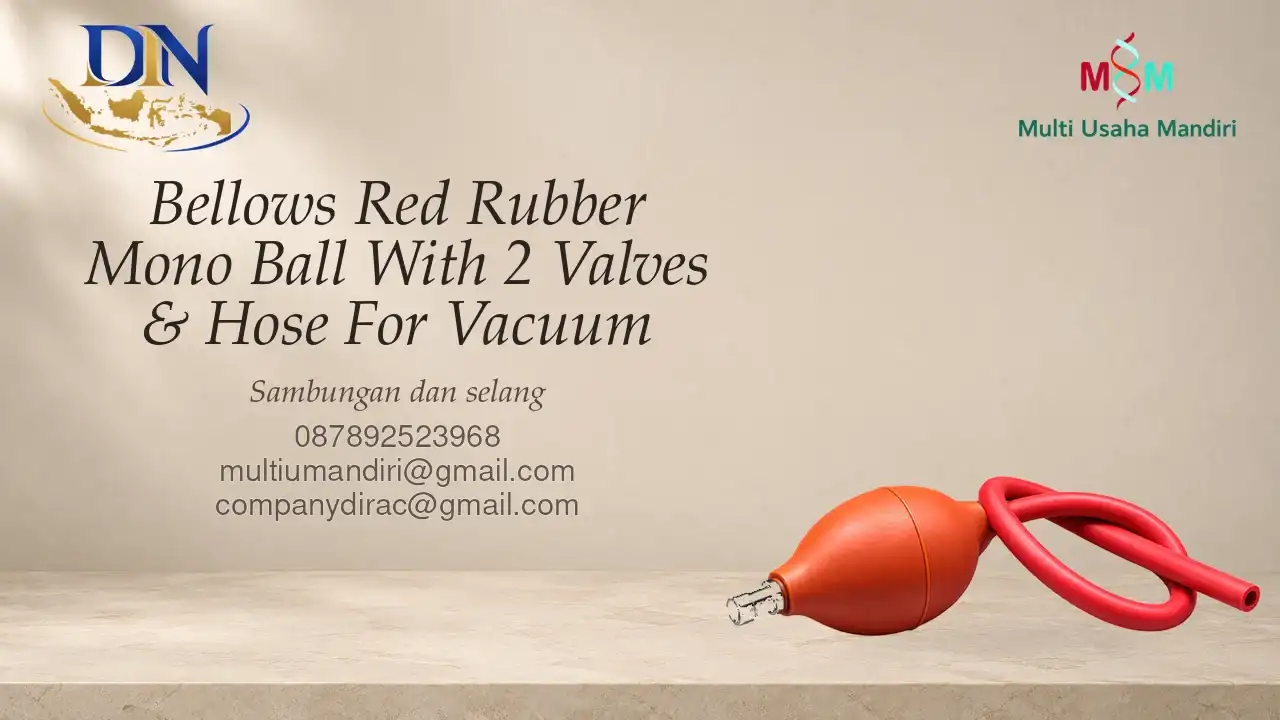 DIN
MSM
Multi Usaha Mandiri
Bellows Red Rubber
Mono Ball With 2 Valves
& Hose For Vacuum
Sambungan dan selang
087892523968
multiumandiri@gmail.com
companydirac@gmail.com